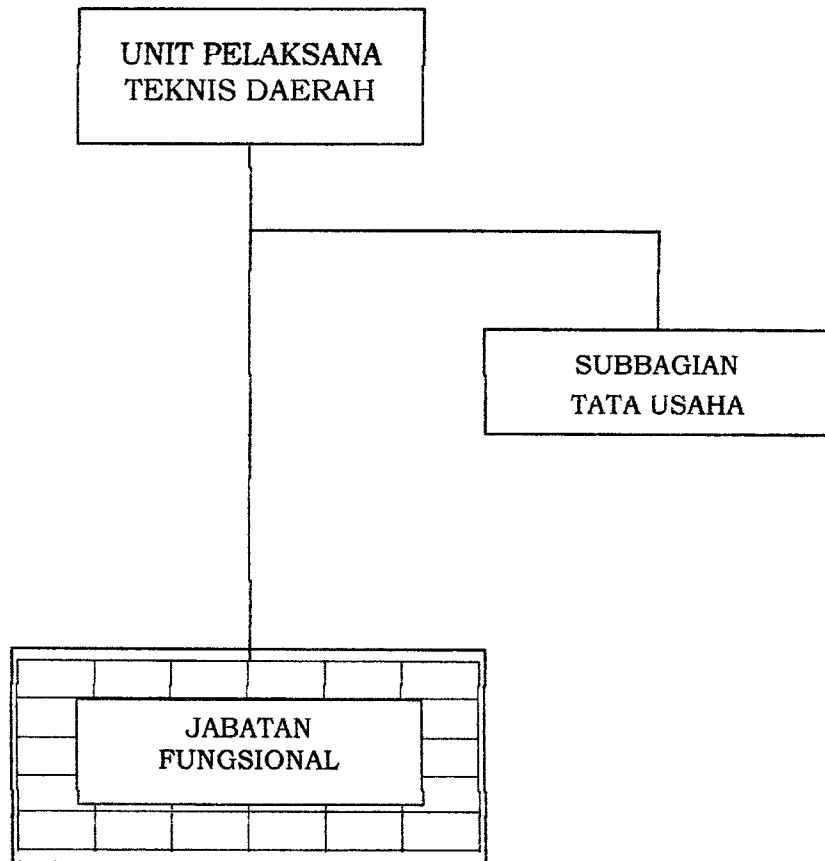 UNIT PELAKSANA
TEKNIS DAERAH
SUBBAGIAN
TATA USAHA
JABATAN
FUNGSIONAL